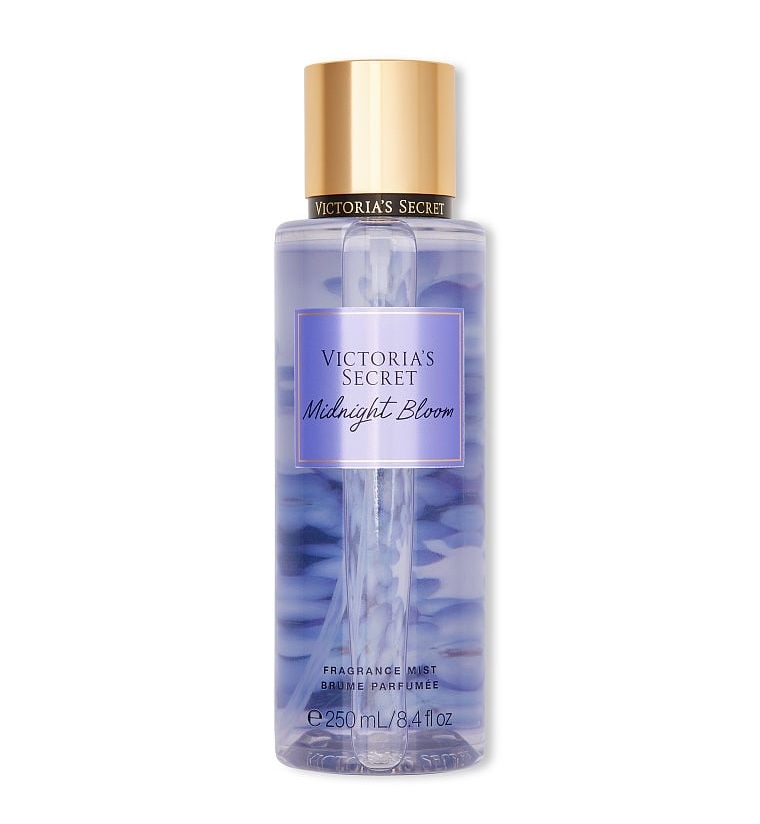 VICTORIA'S SECRET
VICTORIA'S
SECRET
Midnight Bloom
FRAGRANCE MIST
BRUME PARFUMÉE
℮ 250 mL/8.4 fl oz